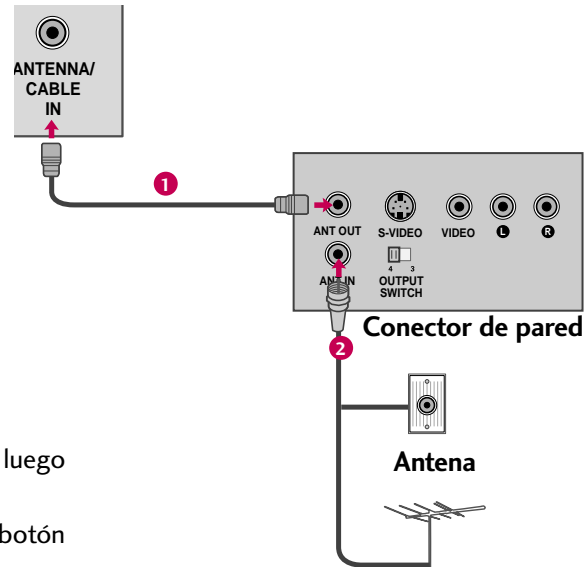 ANTENNA/
CABLE
IN
1
ANT OUT
S-VIDEO
VIDEO
L
R
ANT IN
4 3
OUTPUT
SWITCH
Conector de pared
2
Antena
luego
botón